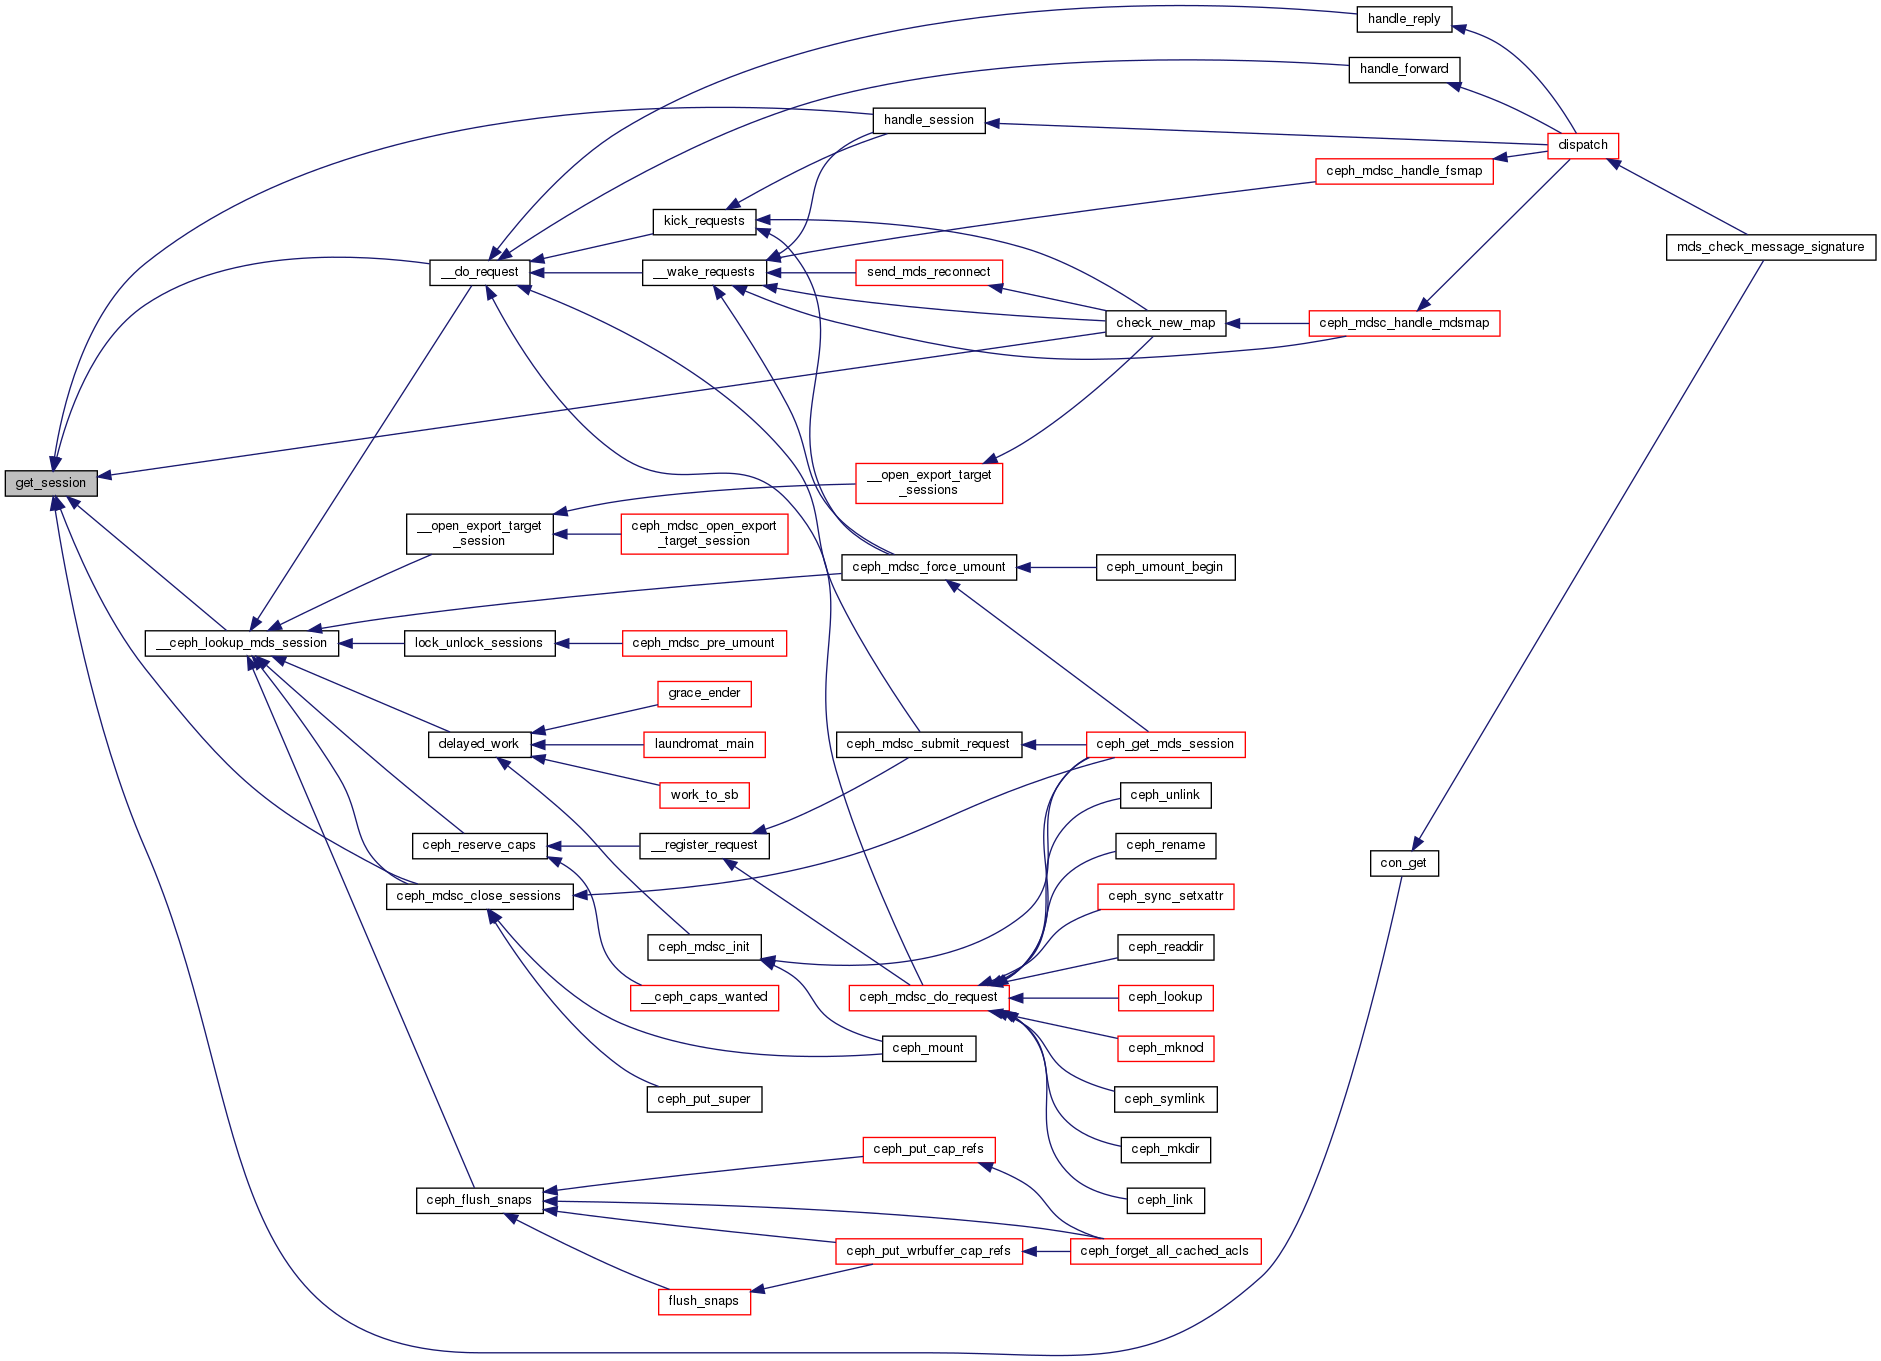 handle_reply
handle_forward
handle_session
dispatch
ceph_mdsc_handle_fsmap
kick_requests
mds_check_message_signature
__do_request
__wake_requests
send_mds_reconnect
check_new_map
ceph_mdsc_handle_mdsmap
get_session
__open_export_target
_sessions
__open_export_target
_session
ceph_mdsc_open_export
_target_session
ceph_mdsc_force_umount
ceph_umount_begin
__ceph_lookup_mds_session
lock_unlock_sessions
ceph_mdsc_pre_umount
grace_ender
delayed_work
laundromat_main
ceph_mdsc_submit_request
ceph_get_mds_session
work_to_sb
ceph_unlink
ceph_reserve_caps
__register_request
ceph_rename
con_get
ceph_mdsc_close_sessions
ceph_sync_setxattr
ceph_mdsc_init
ceph_readdir
__ceph_caps_wanted
ceph_mdsc_do_request
ceph_lookup
ceph_mount
ceph_mknod
ceph_put_super
ceph_symlink
ceph_put_cap_refs
ceph_mkdir
ceph_flush_snaps
ceph_link
ceph_put_wrbuffer_cap_refs
ceph_forget_all_cached_acls
flush_snaps